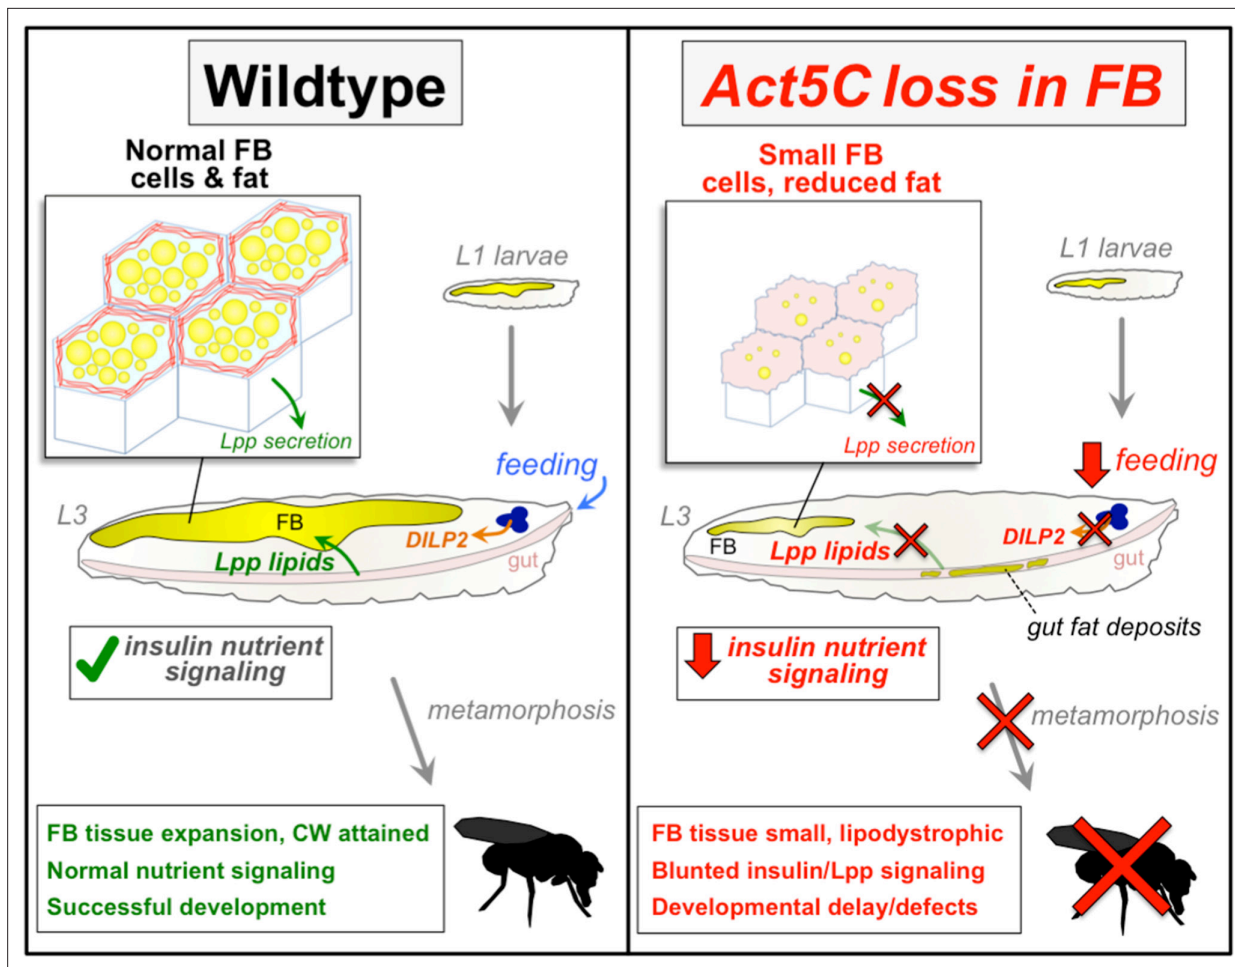 Wildtype
Normal FB
cells & fat
L1 larvae
Lpp secretion
feeding
L3
FB
DILP2
Lpp lipids
gut
insulin nutrient
signaling
metamorphosis
FB tissue expansion, CW attained
Normal nutrient signaling
Successful development
Act5C loss in FB
Small FB
cells, reduced fat
L1 larvae
Lpp secretion
feeding
L3
FB
Lpp lipids
DILP2
gut
gut fat deposits
insulin nutrient
signaling
metamorphosis
FB tissue small, lipodystrophic
Blunted insulin/Lpp signaling
Developmental delay/defects